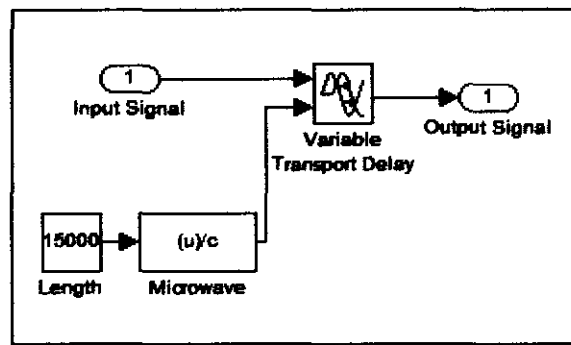 1
Input Signal
Variable
Transport Delay
1
Output Signal
15000
Length
(u)/c
Microwave